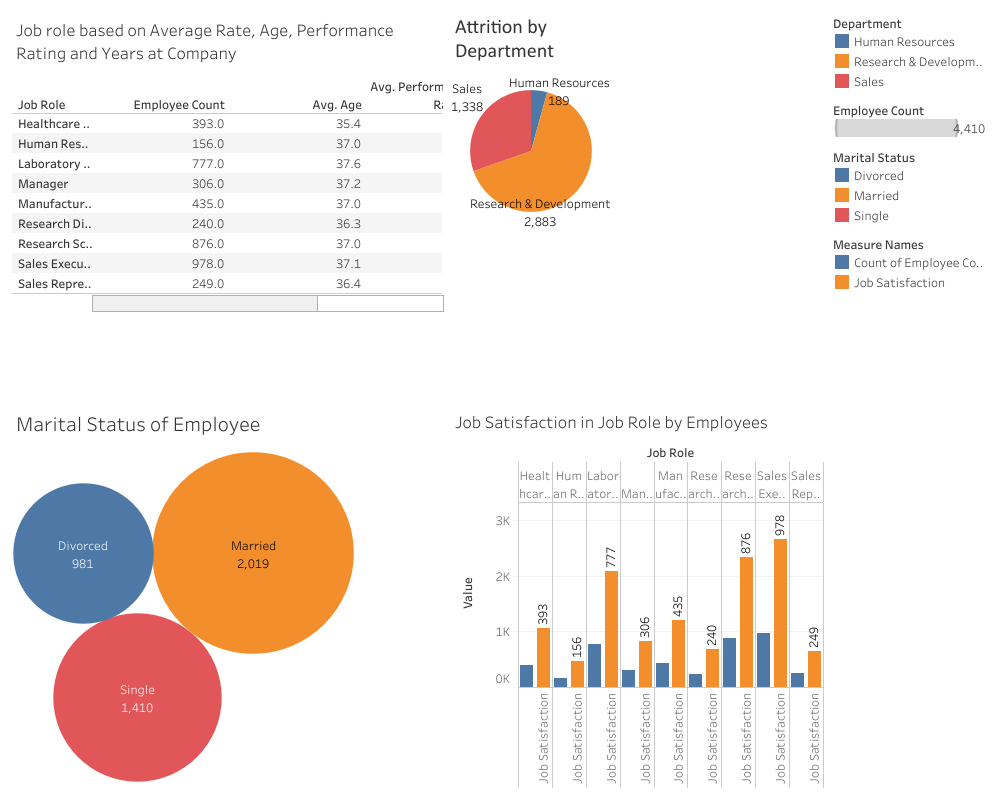 Job role based on Average Rate, Age, Performance
Rating and Years at Company
Avg. Perform
Job Role Employee Count Avg. Age Ra
Healthcare .. 393.0 35.4
Human Res.. 156.0 37.0
Laboratory .. 777.0 37.6
Manager 306.0 37.2
Manufactur.. 435.0 37.0
Research Di.. 240.0 36.3
Research Sc.. 876.0 37.0
Sales Execu.. 978.0 37.1
Sales Repre.. 249.0 36.4
Attrition by
Department
Human Resources
189
Sales
1,338
Research & Development
2,883
Department
Human Resources
Research & Developm..
Sales
Employee Count
4,410
Marital Status
Divorced
Married
Single
Measure Names
Count of Employee Co..
Job Satisfaction
Marital Status of Employee
Divorced
981
Married
2,019
Single
1,410
Job Satisfaction in Job Role by Employees
Job Role
Healt Hum Labor Man Rese Rese Sales Sales
hcar.. an R.. ator.. Man.. ufac.. arch.. arch.. Exe.. Rep..
Value
3K
2K
1K
0K
393
156
777
306
435
240
876
978
249
Job Satisfaction
Job Satisfaction
Job Satisfaction
Job Satisfaction
Job Satisfaction
Job Satisfaction
Job Satisfaction
Job Satisfaction
Job Satisfaction